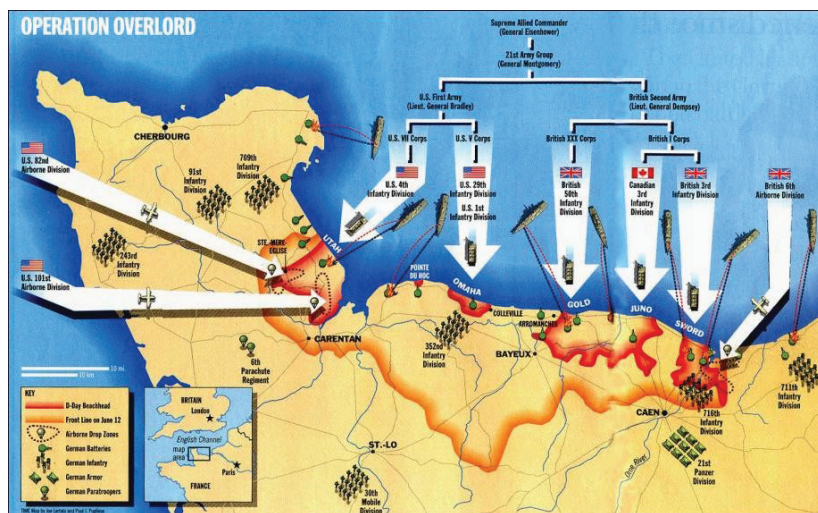 OPERATION OVERLORD
Supreme Allied Commander
(General Eisenhower)
21st Army Group
(General Montgomery)
U.S. First Army
(Lieut. General Bradley)
British Second Army
(Lieut. General Dempsey)
U.S. VII Corps
U.S. V Corps
British XXX Corps
British I Corps
U.S. 4th
Infantry Division
U.S. 29th
Infantry Division
U.S. 1st
Infantry Division
British
50th
Infantry
Division
Canadian
3rd
Infantry
Division
British 3rd
Infantry
Division
British 6th
Airborne Division
U.S. 82nd
Airborne Division
U.S. 101st
Airborne Division
CHERBOURG
91st
Infantry
Division
709th
Infantry
Division
243rd
Infantry
Division
STE.-MERE-
EGLISE
UTAH
POINTE
DU HOC
OMAHA
COLLEVILLE
GOLD
ARROMANCHES
JUNO
SWORD
CARENTAN
6th
Parachute
Regiment
352nd
Infantry
Division
BAYEUX
CAEN
716th
Infantry
Division
711th
Infantry
Division
21st
Panzer
Division
ST.-LO
30th
Mobile
Division
10 mi.
10 km
KEY
D-Day Beachhead
Front Line on June 12
Airborne Drop Zones
German Batteries
German Infantry
German Armor
German Paratroopers
BRITAIN
London
English Channel
map
area
Paris
FRANCE